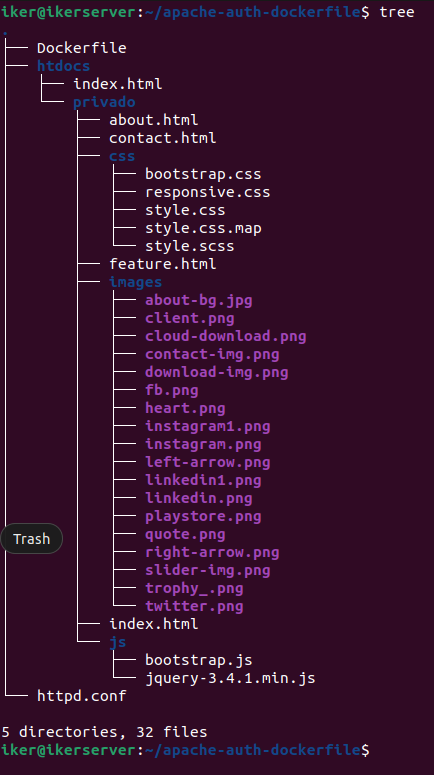 iker@ikerserver:~/apache-auth-dockerfile$ tree
.
├── Dockerfile
├── htdocs
│   ├── index.html
│   └── privado
│       ├── about.html
│       ├── contact.html
│       ├── css
│       │   ├── bootstrap.css
│       │   ├── responsive.css
│       │   ├── style.css
│       │   ├── style.css.map
│       │   └── style.scss
│       ├── feature.html
│       ├── images
│       │   ├── about-bg.jpg
│       │   ├── client.png
│       │   ├── cloud-download.png
│       │   ├── contact-img.png
│       │   ├── download-img.png
│       │   ├── fb.png
│       │   ├── heart.png
│       │   ├── instagram1.png
│       │   ├── instagram.png
│       │   ├── left-arrow.png
│       │   ├── linkedin1.png
│       │   ├── linkedin.png
│       │   ├── playstore.png
│       │   ├── quote.png
Trash
│       │   ├── right-arrow.png
│       │   ├── slider-img.png
│       │   ├── trophy_.png
│       │   └── twitter.png
│       ├── index.html
│       └── js
│           ├── bootstrap.js
│           └── jquery-3.4.1.min.js
└── httpd.conf
5 directories, 32 files
iker@ikerserver:~/apache-auth-dockerfile$